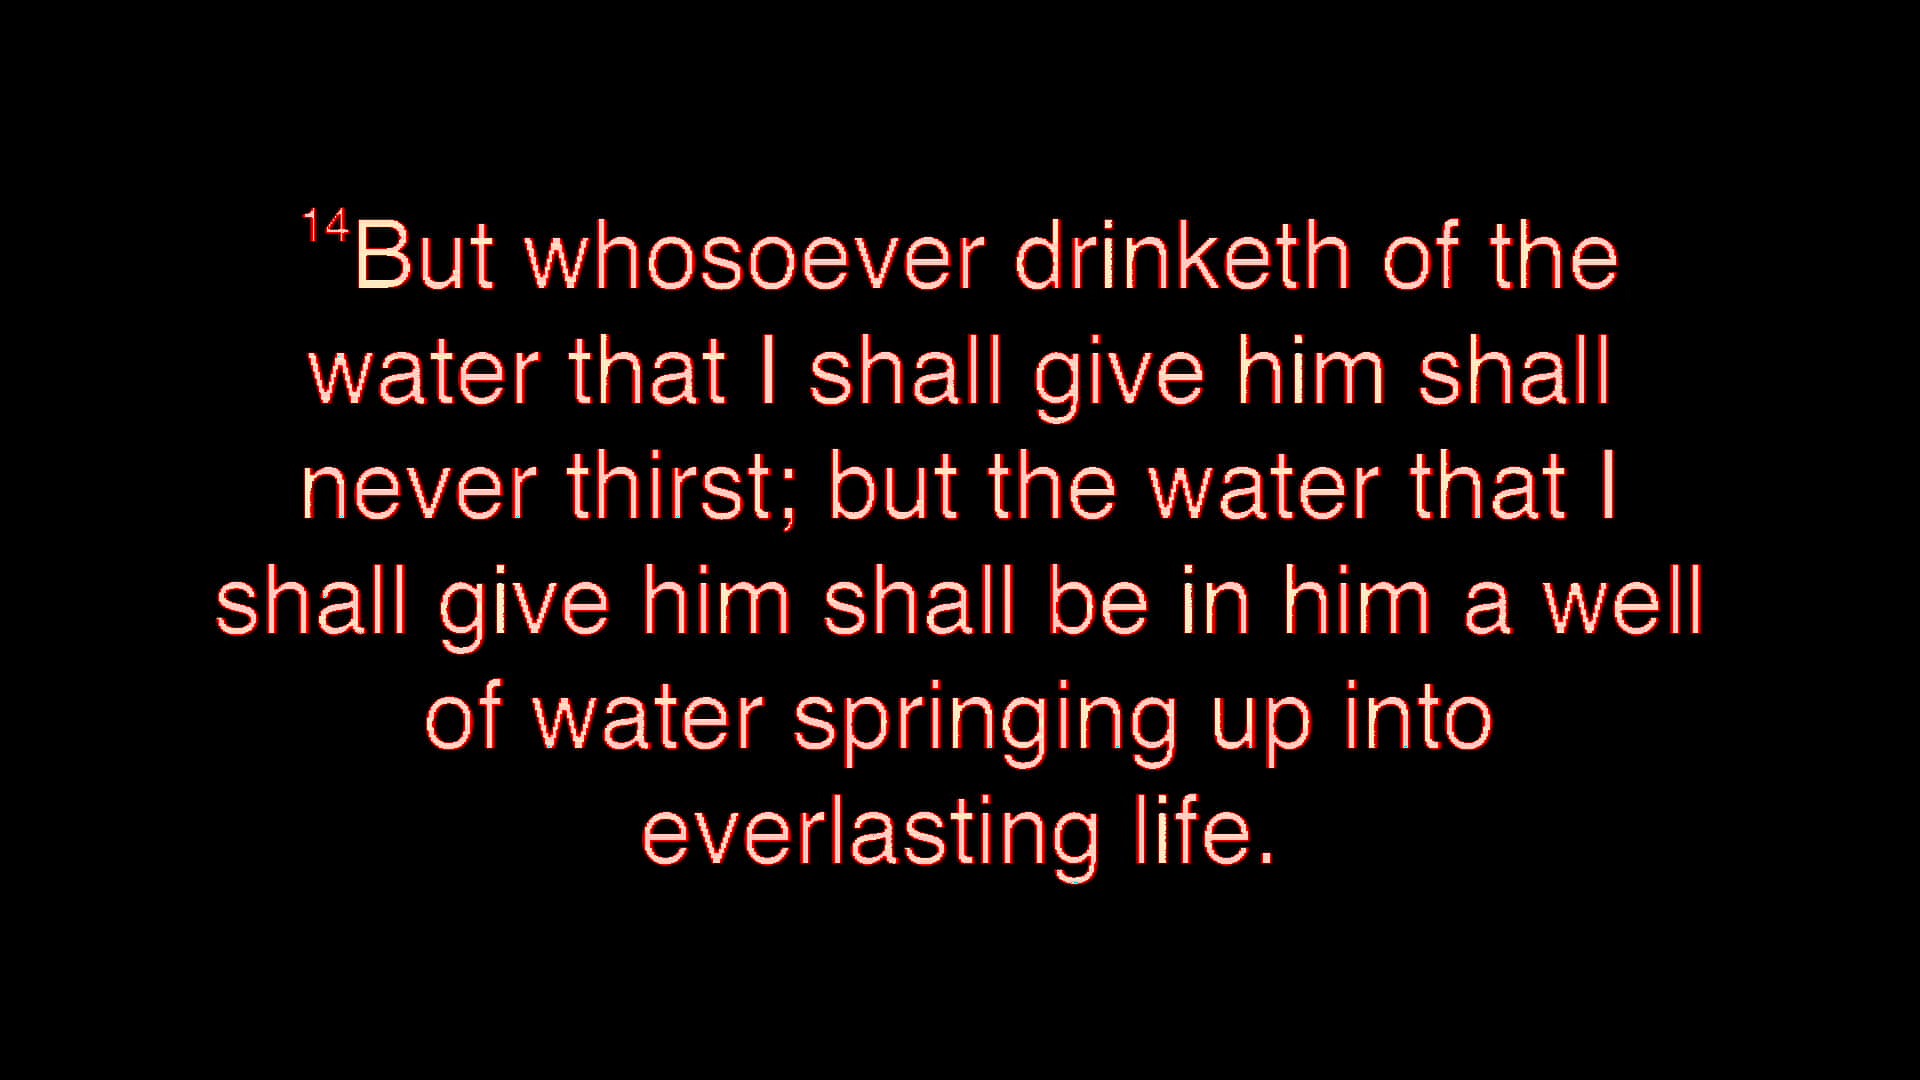 14But whosoever drinketh of the
water that I shall give him shall
never thirst; but the water that I
shall give him shall be in him a well
of water springing up into
everlasting life.